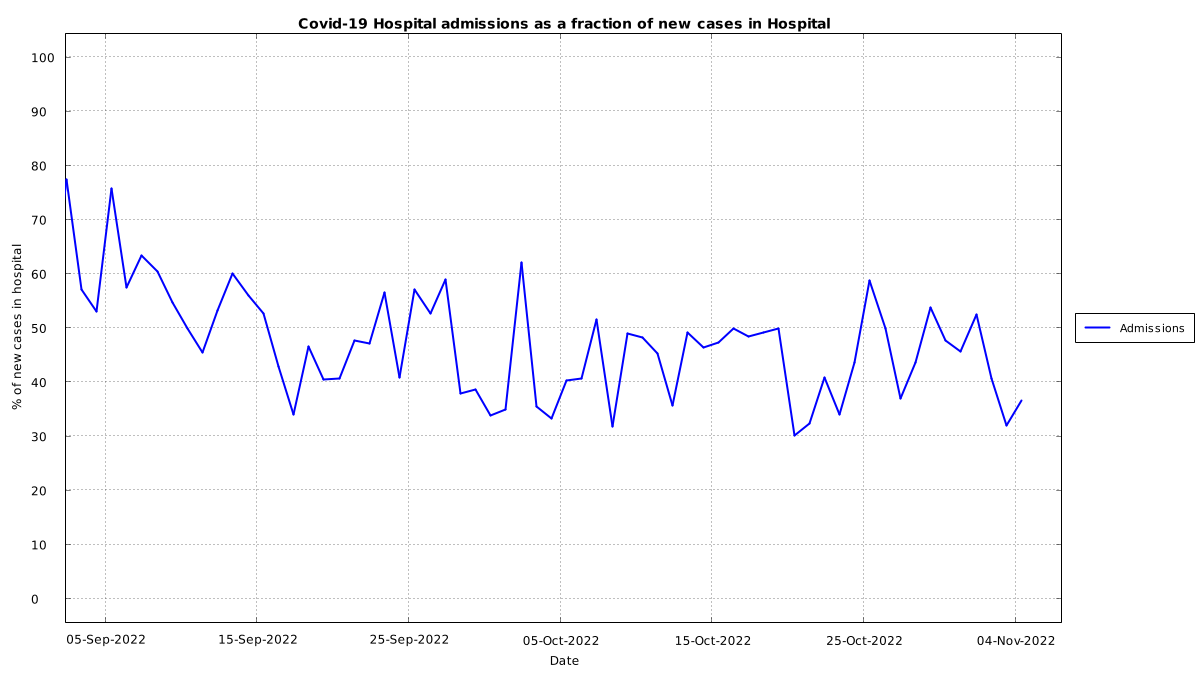 Covid-19 Hospital admissions as a fraction of new cases in Hospital
100
90
80
70
60
50
40
30
20
10
0
% of new cases in hospital
05-Sep-2022
15-Sep-2022
25-Sep-2022
05-Oct-2022
15-Oct-2022
25-Oct-2022
04-Nov-2022
Date
Admissions